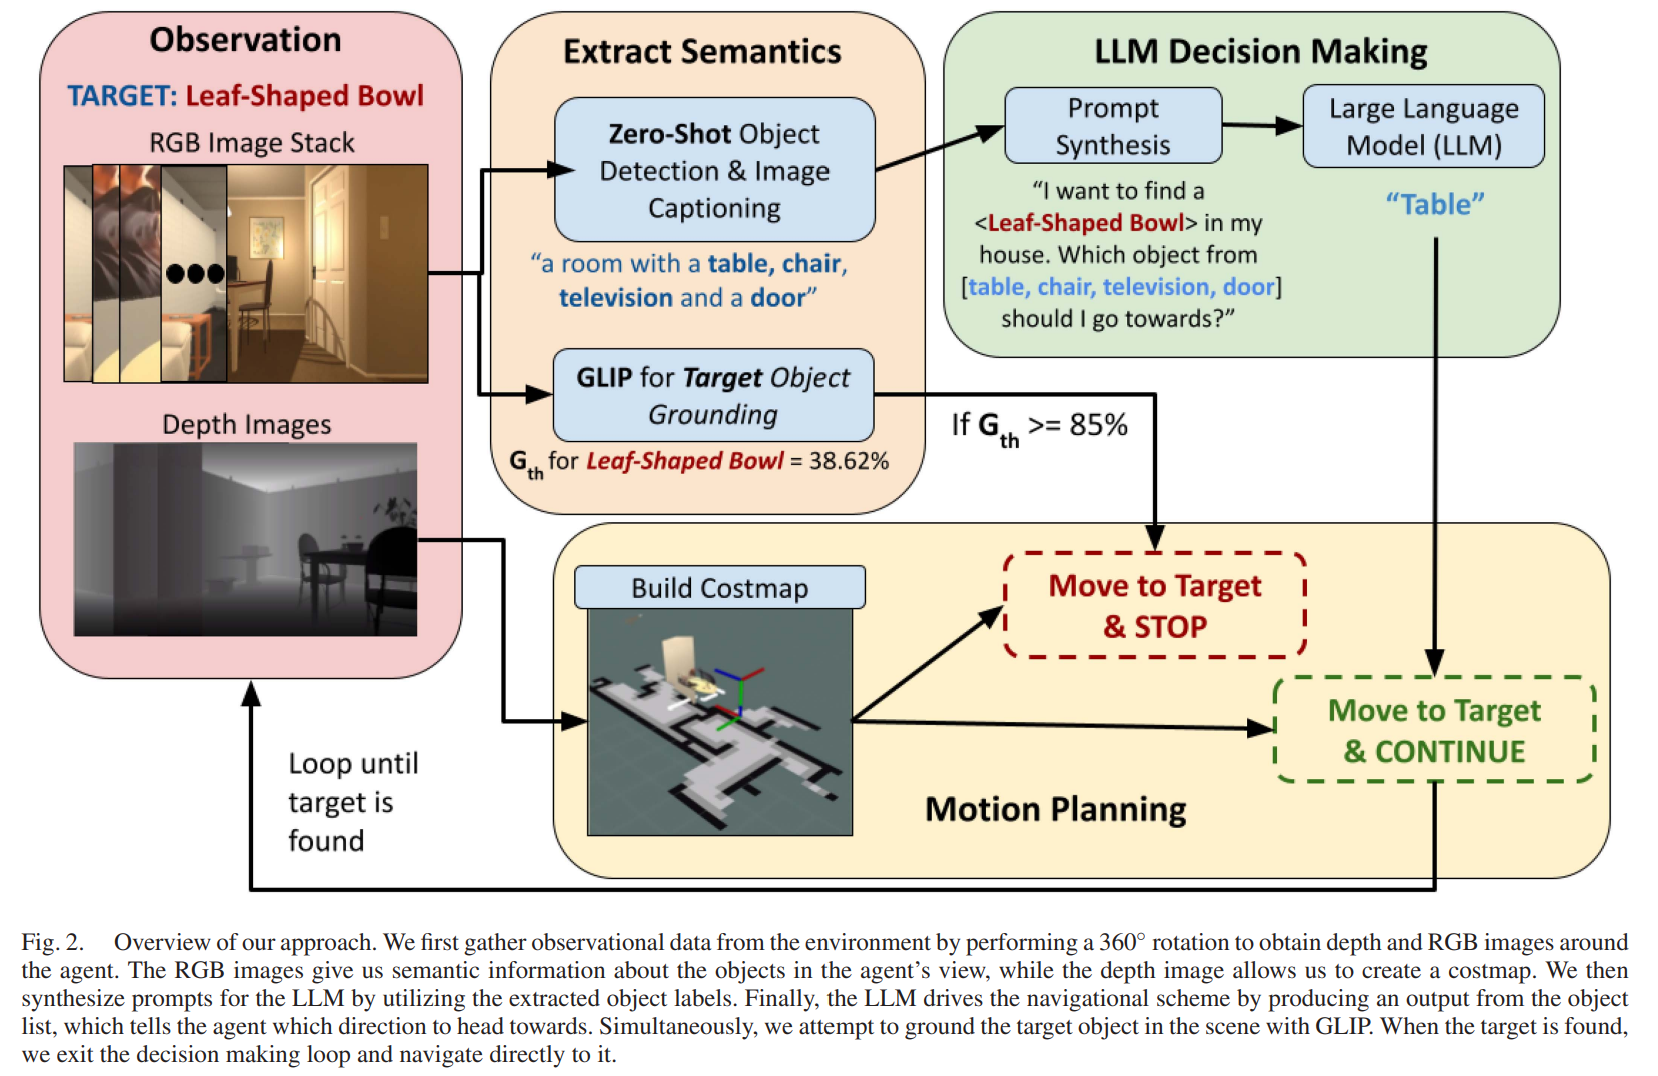 Observation
TARGET: Leaf-Shaped Bowl
RGB Image Stack
Depth Images
Extract Semantics
Zero-Shot Object
Detection & Image
Captioning
“a room with a table, chair,
television and a door”
GLIP for Target Object
Grounding
Gth for Leaf-Shaped Bowl = 38.62%
LLM Decision Making
Prompt
Synthesis
“I want to find a
<Leaf-Shaped Bowl> in my
house. Which object from
[table, chair, television, door]
should I go towards?”
Large Language
Model (LLM)
“Table”
If Gth >= 85%
Build Costmap
Move to Target
& STOP
Move to Target
& CONTINUE
Motion Planning
Loop until
target is
found
Fig. 2. Overview of our approach. We first gather observational data from the environment by performing a 360° rotation to obtain depth and RGB images around
the agent. The RGB images give us semantic information about the objects in the agent’s view, while the depth image allows us to create a costmap. We then
synthesize prompts for the LLM by utilizing the extracted object labels. Finally, the LLM drives the navigational scheme by producing an output from the object
list, which tells the agent which direction to head towards. Simultaneously, we attempt to ground the target object in the scene with GLIP. When the target is found,
we exit the decision making loop and navigate directly to it.